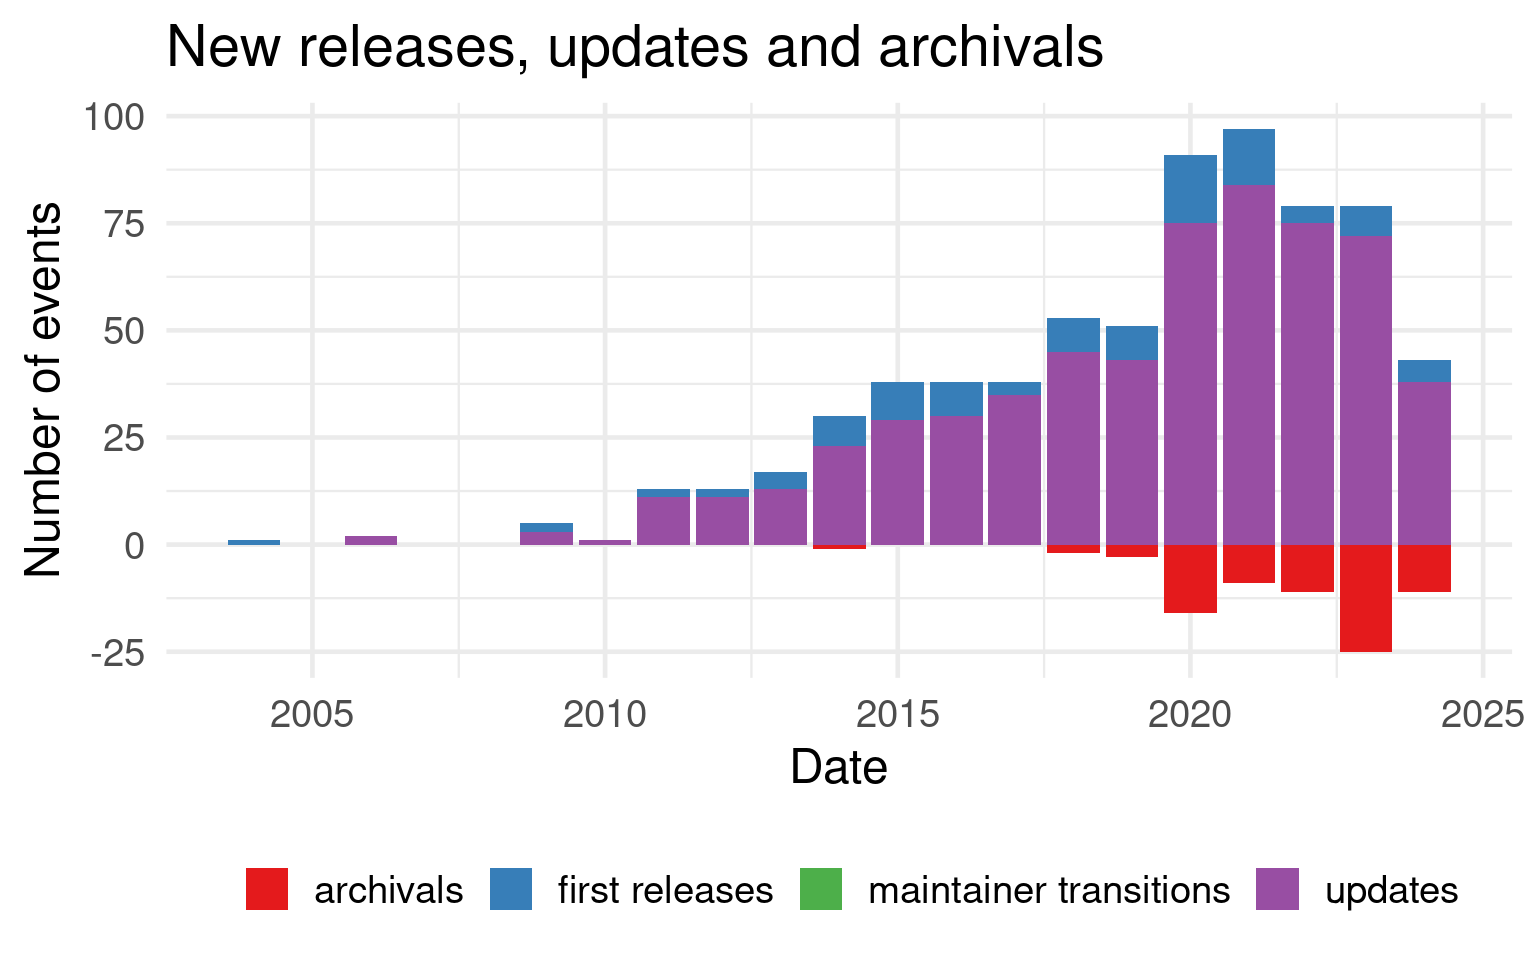 New releases, updates and archivals
Number of events
100
75
50
25
0
-25
2005 2010 2015 2020 2025
Date
archivals first releases maintainer transitions updates